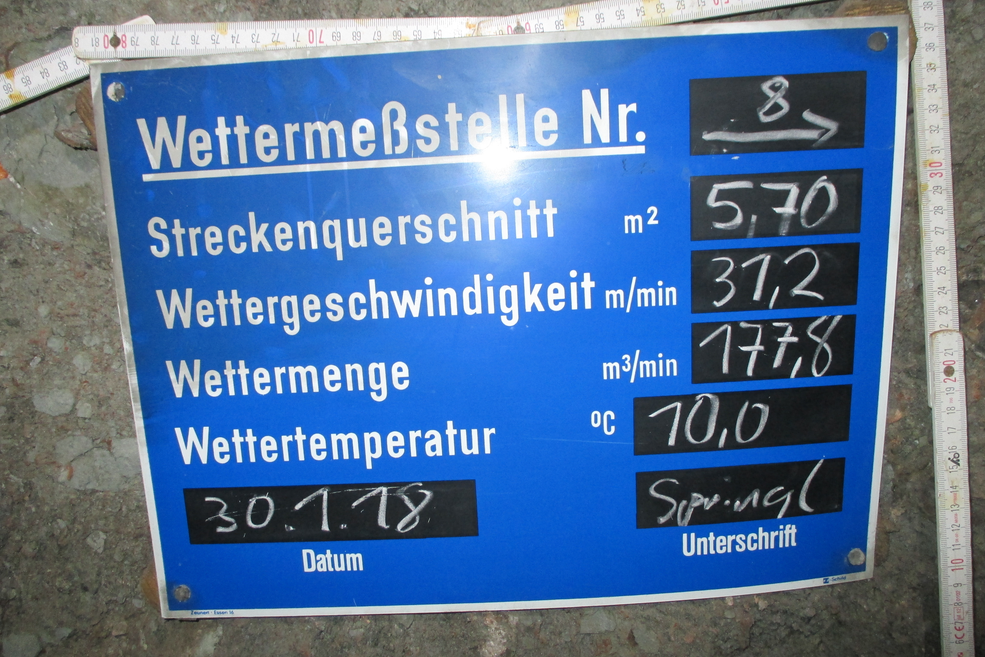 Wettermeßstelle Nr. 8
Streckenquerschnitt m² 5,70
Wettergeschwindigkeit m/min 31,2
Wettermenge m³/min 177,8
Wettertemperatur °C 10,0
30.1.18
Datum
Unterschrift